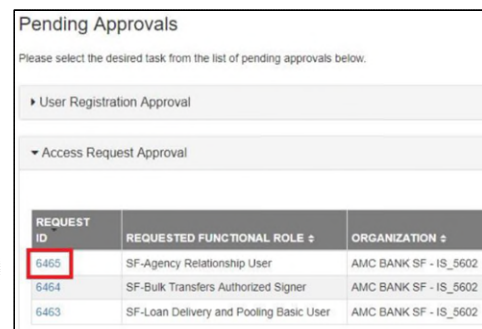 Pending Approvals
Please select the desired task from the list of pending approvals below.
User Registration Approval
Access Request Approval
REQUEST
ID REQUESTED FUNCTIONAL ROLE ORGANIZATION
6465 SF-Agency Relationship User AMC BANK SF - IS_5602
6464 SF-Bulk Transfers Authorized Signer AMC BANK SF - IS_5602
6463 SF-Loan Delivery and Pooling Basic User AMC BANK SF - IS_5602